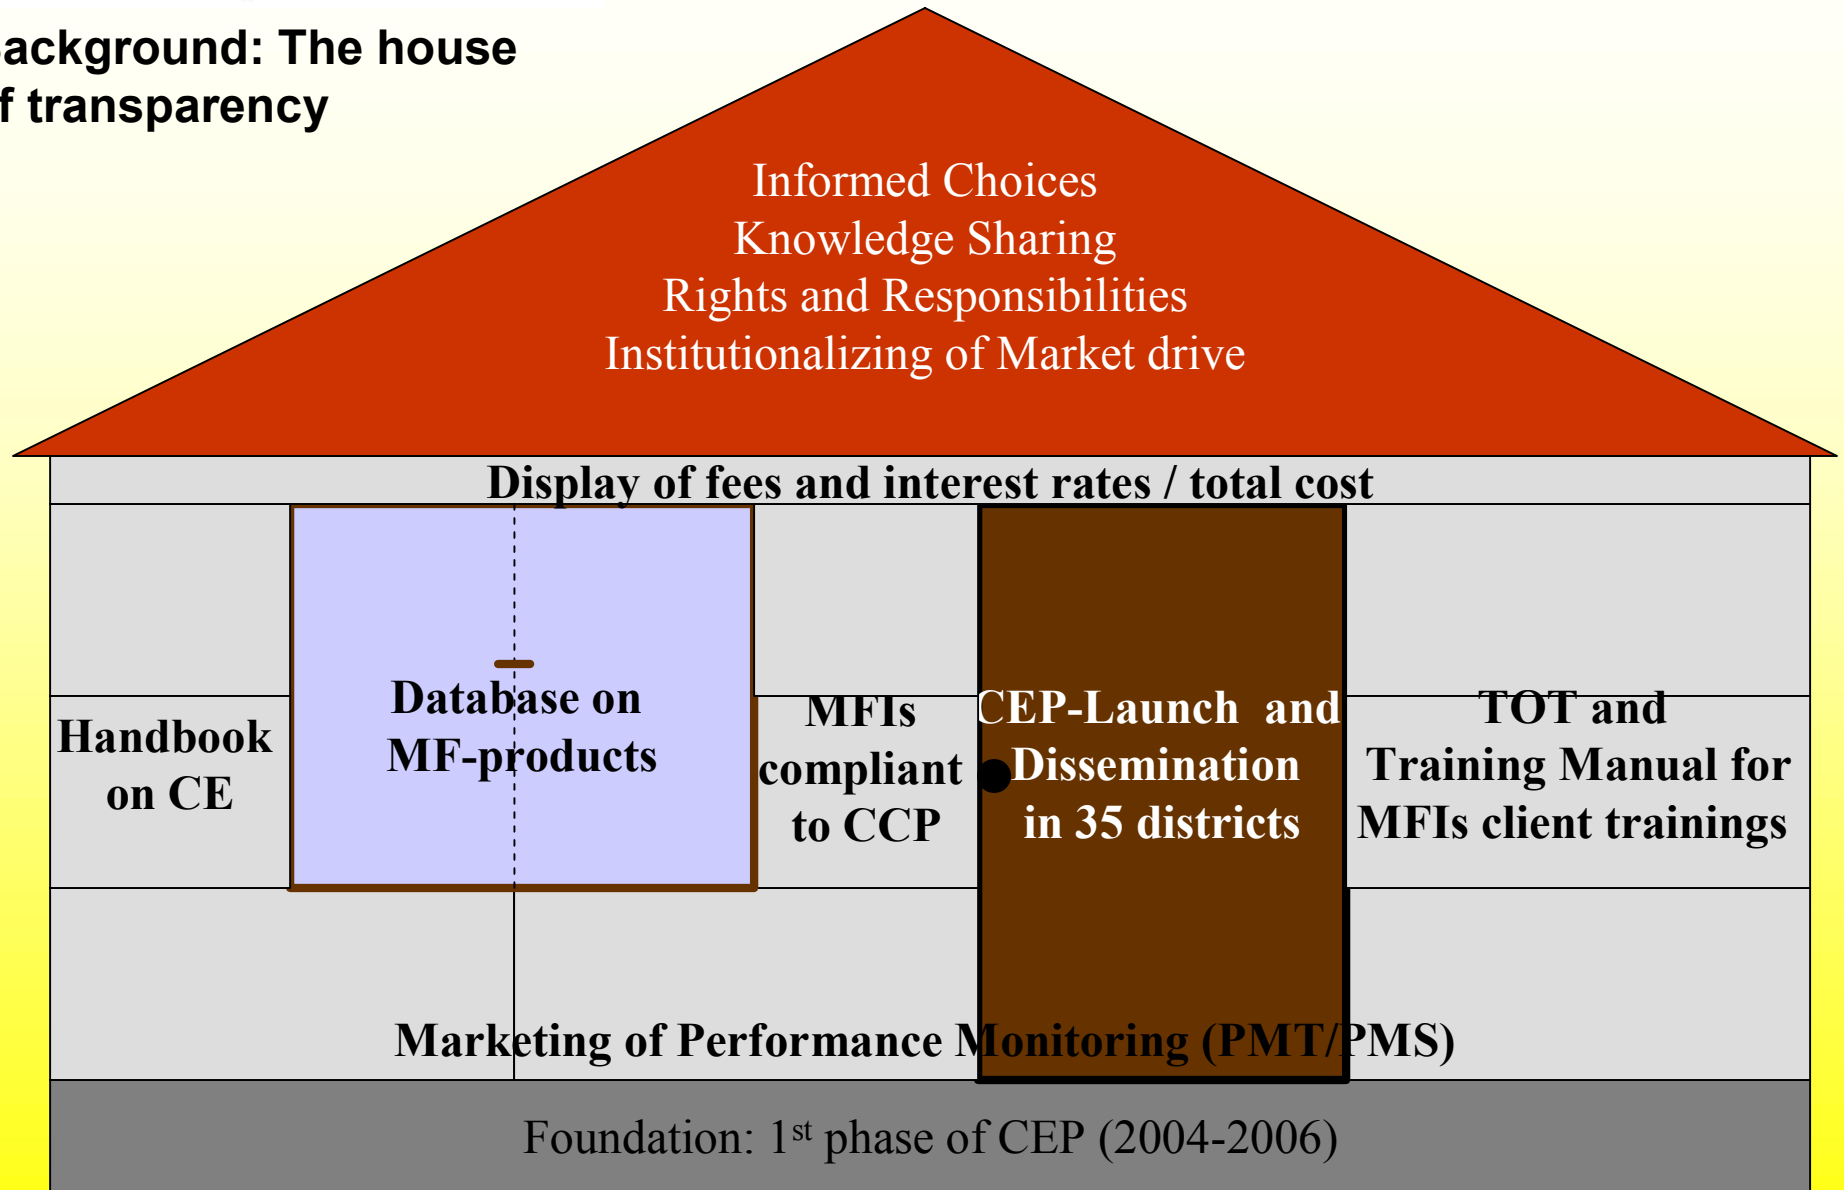 ackground: The house
f transparency
Informed Choices
Knowledge Sharing
Rights and Responsibilities
Institutionalizing of Market drive
Display of fees and interest rates / total cost
Handbook
on CE
Database on
MF-products
MFIs
compliant
to CCP
CEP-Launch and
Dissemination
in 35 districts
TOT and
Training Manual for
MFIs client trainings
Marketing of Performance Monitoring (PMT/PMS)
Foundation: 1st phase of CEP (2004-2006)